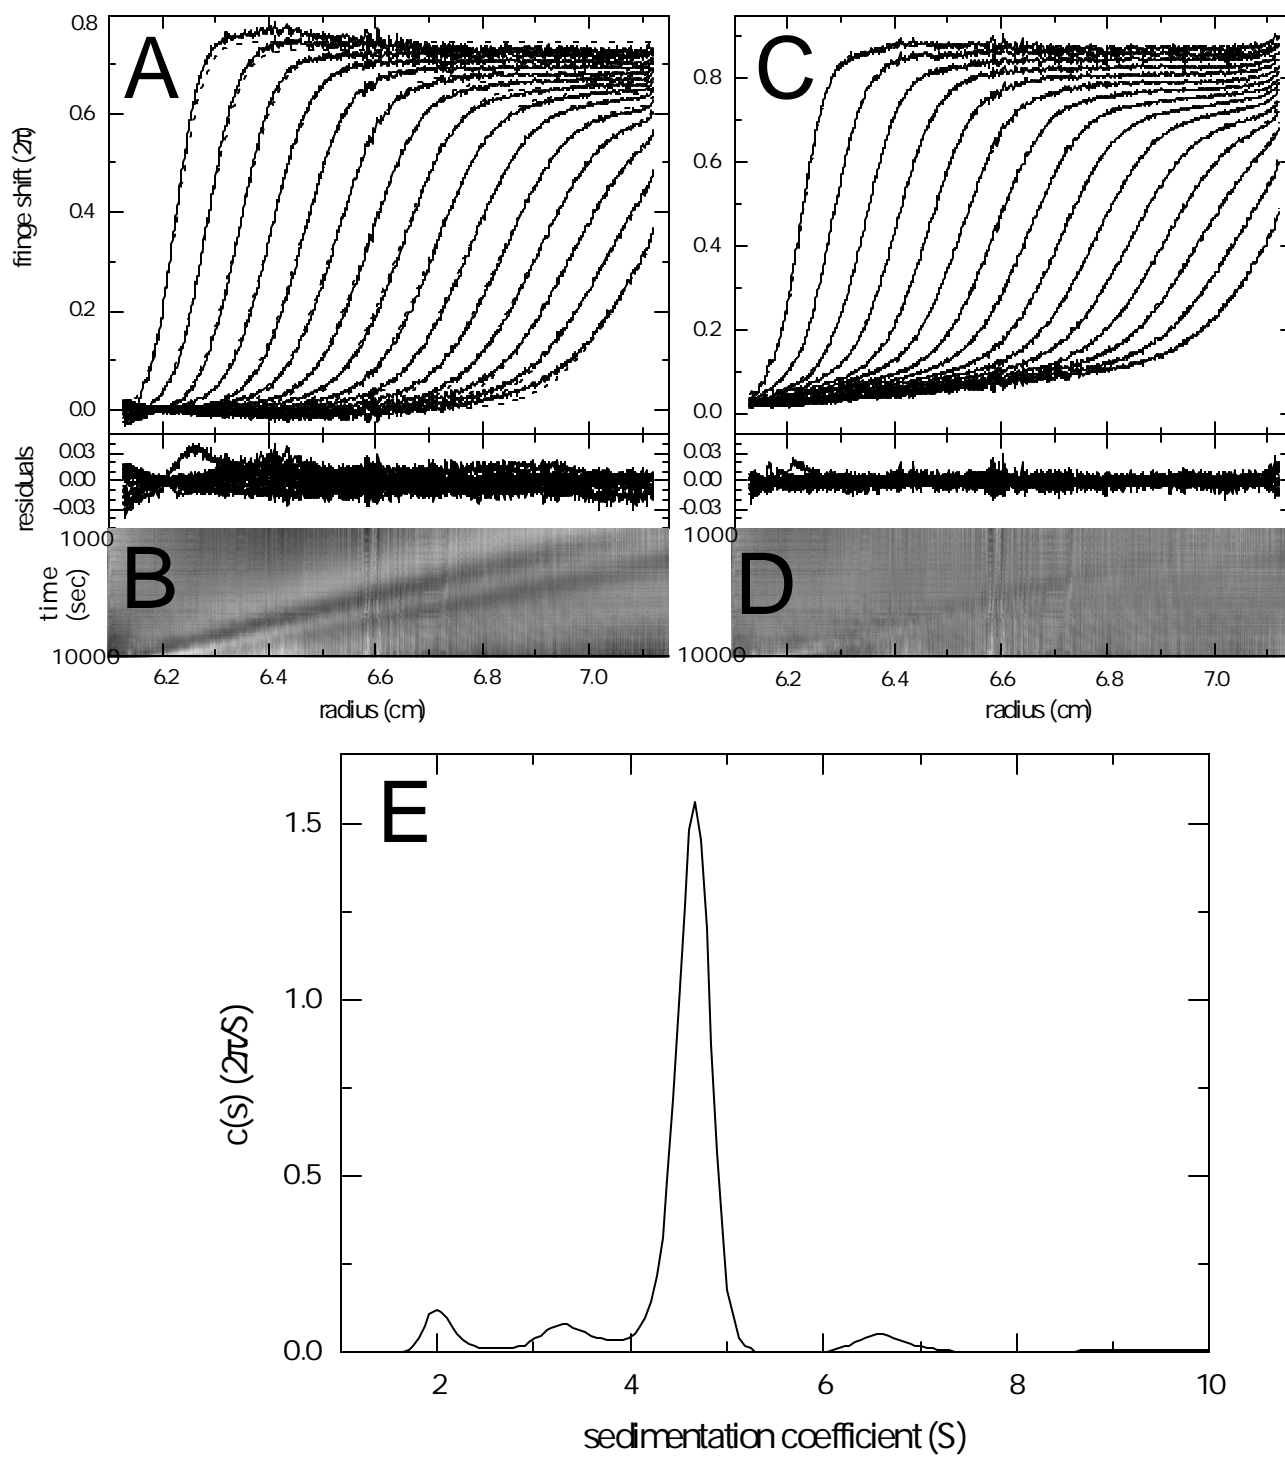 A
C
0.8
0.6
0.4
0.2
0.0
fringe shift (2π)
0.8
0.6
0.4
0.2
0.0
residuals
0.03
0.00
-0.03
0.03
0.00
-0.03
B
D
time
(sec)
1000
10000
1000
10000
6.2 6.4 6.6 6.8 7.0
6.2 6.4 6.6 6.8 7.0
radius (cm)
radius (cm)
E
c(s) (2π/S)
1.5
1.0
0.5
0.0
2 4 6 8 10
sedimentation coefficient (S)